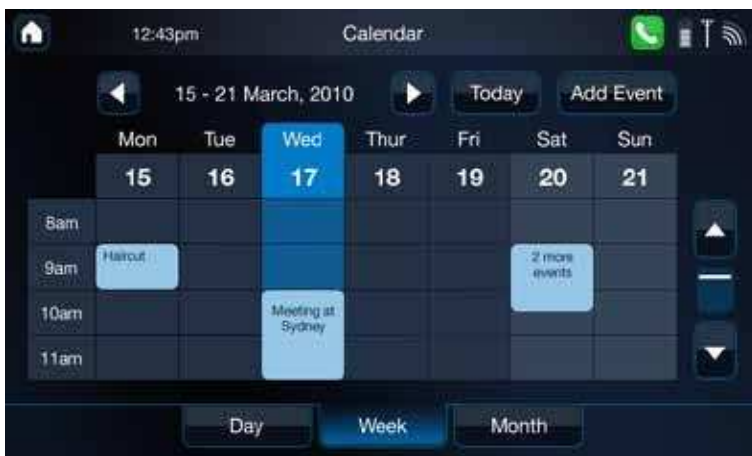 12:43pm Calendar
15 - 21 March, 2010 Today Add Event
Mon Tue Wed Thur Fri Sat Sun
15 16 17 18 19 20 21
8am
Haircut
9am
2 more
events
10am
Meeting at
Sydney
11am
Day Week Month